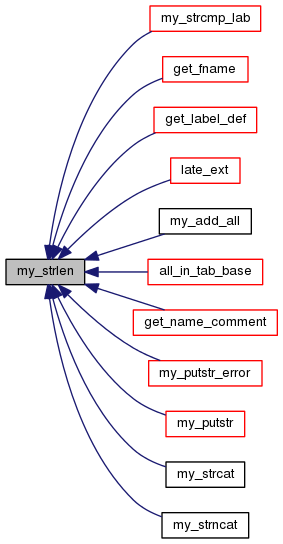 my_strcmp_lab
get_fname
get_label_def
late_ext
my_add_all
my_strlen
all_in_tab_base
get_name_comment
my_putstr_error
my_putstr
my_strcat
my_strncat